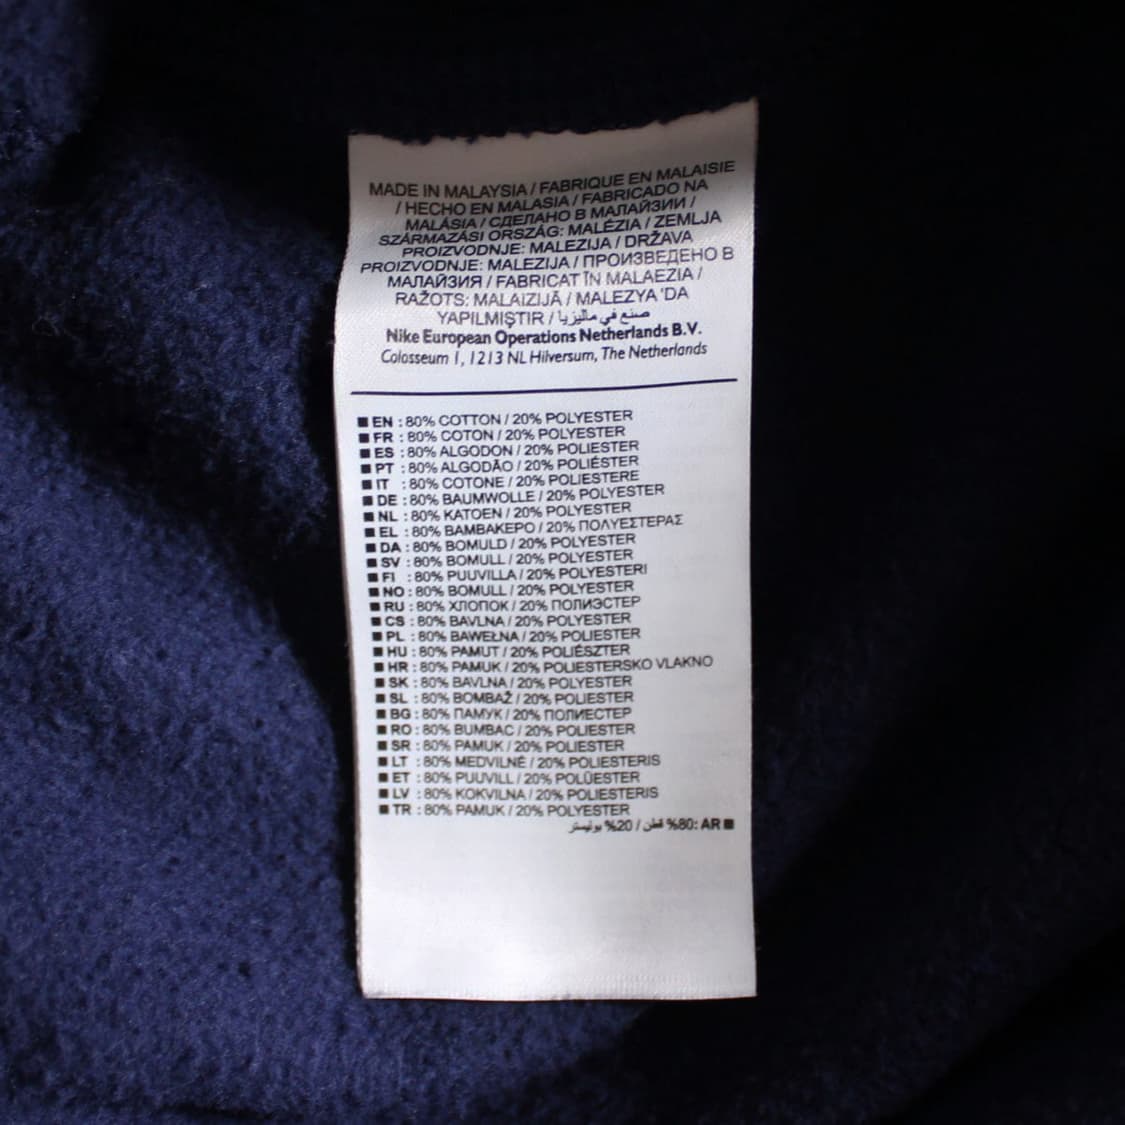 MADE IN MALAYSIA / FABRIQUE EN MALAISIE
/ HECHO EN MALASIA / FABRICADO NA
MALÁSIA / СДЕЛАНО В МАЛАЙЗИИ /
SZÁRMAZÁSI ORSZÁG: MALÉZIA / ZEMLJA
PROIZVODNJE: MALEZIJA / DRŽAVA
PROIZVODNJE: MALEZIJA / ПРОИЗВЕДЕНО В
МАЛАЙЗИЯ / FABRICAT ÎN MALAEZIA /
RAŽOTS: MALAIZIJĀ / MALEZYA 'DA
YAPILMIŞTIR / صنع في ماليزيا
Nike European Operations Netherlands B.V.
Colosseum 1, 1213 NL Hilversum, The Netherlands
■ EN : 80% COTTON / 20% POLYESTER
■ FR : 80% COTON / 20% POLYESTER
■ ES : 80% ALGODON / 20% POLIESTER
■ PT : 80% ALGODÃO / 20% POLIÉSTER
■ IT : 80% COTONE / 20% POLIESTERE
■ DE : 80% BAUMWOLLE / 20% POLYESTER
■ NL : 80% KATOEN / 20% POLYESTER
■ EL : 80% ΒΑΜΒΑΚΕΡΟ / 20% ΠΟΛΥΕΣΤΕΡΑΣ
■ DA : 80% BOMULD / 20% POLYESTER
■ SV : 80% BOMULL / 20% POLYESTER
■ FI : 80% PUUVILLA / 20% POLYESTERI
■ NO : 80% BOMULL / 20% POLYESTER
■ RU : 80% ХЛОПОК / 20% ПОЛИЭСТЕР
■ CS : 80% BAVLNA / 20% POLYESTER
■ PL : 80% BAWEŁNA / 20% POLIESTER
■ HU : 80% PAMUT / 20% POLIÉSZTER
■ HR : 80% PAMUK / 20% POLIESTERSKO VLAKNO
■ SK : 80% BAVLNA / 20% POLYESTER
■ SL : 80% BOMBAŽ / 20% POLIESTER
■ BG : 80% ПАМУК / 20% ПОЛИЕСТЕР
■ RO : 80% BUMBAC / 20% POLIESTER
■ SR : 80% PAMUK / 20% POLIESTER
■ LT : 80% MEDVILNĖ / 20% POLIESTERIS
■ ET : 80% PUUVILL / 20% POLÜESTER
■ LV : 80% KOKVILNA / 20% POLIESTERIS
■ TR : 80% PAMUK / 20% POLYESTER
■ AR :80% قطن / 20% بوليستر